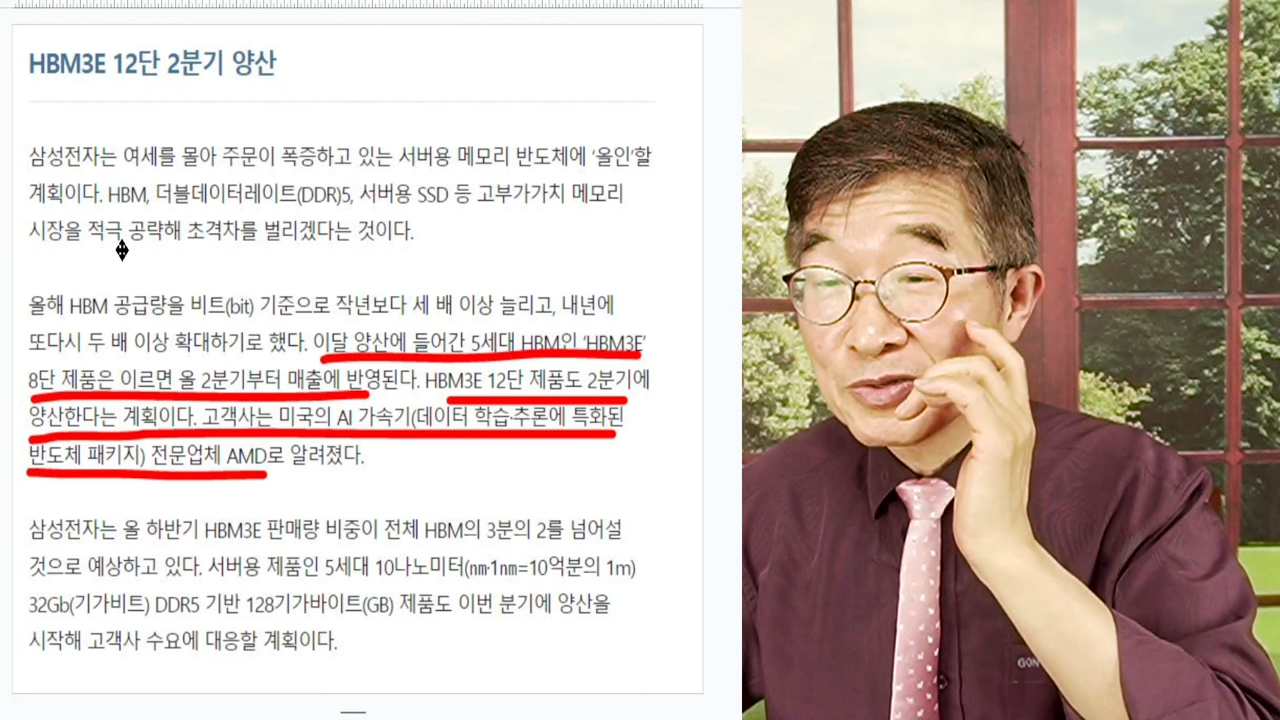 HBM3E 12단 2분기 양산
삼성전자는 여세를 몰아 주문이 폭증하고 있는 서버용 메모리 반도체에 ‘올인’할
계획이다. HBM, 더블데이터레이트(DDR)5, 서버용 SSD 등 고부가가치 메모리
시장을 적극 공략해 초격차를 벌리겠다는 것이다.
올해 HBM 공급량을 비트(bit) 기준으로 작년보다 세 배 이상 늘리고, 내년에
또다시 두 배 이상 확대하기로 했다. 이달 양산에 들어간 5세대 HBM인 ‘HBM3E’
8단 제품은 이르면 올 2분기부터 매출에 반영된다. HBM3E 12단 제품도 2분기에
양산한다는 계획이다. 고객사는 미국의 AI 가속기(데이터 학습·추론에 특화된
반도체 패키지) 전문업체 AMD로 알려졌다.
삼성전자는 올 하반기 HBM3E 판매량 비중이 전체 HBM의 3분의 2를 넘어설
것으로 예상하고 있다. 서버용 제품인 5세대 10나노미터(㎚·1㎚=10억분의 1m)
32Gb(기가비트) DDR5 기반 128기가바이트(GB) 제품도 이번 분기에 양산을
시작해 고객사 수요에 대응할 계획이다.